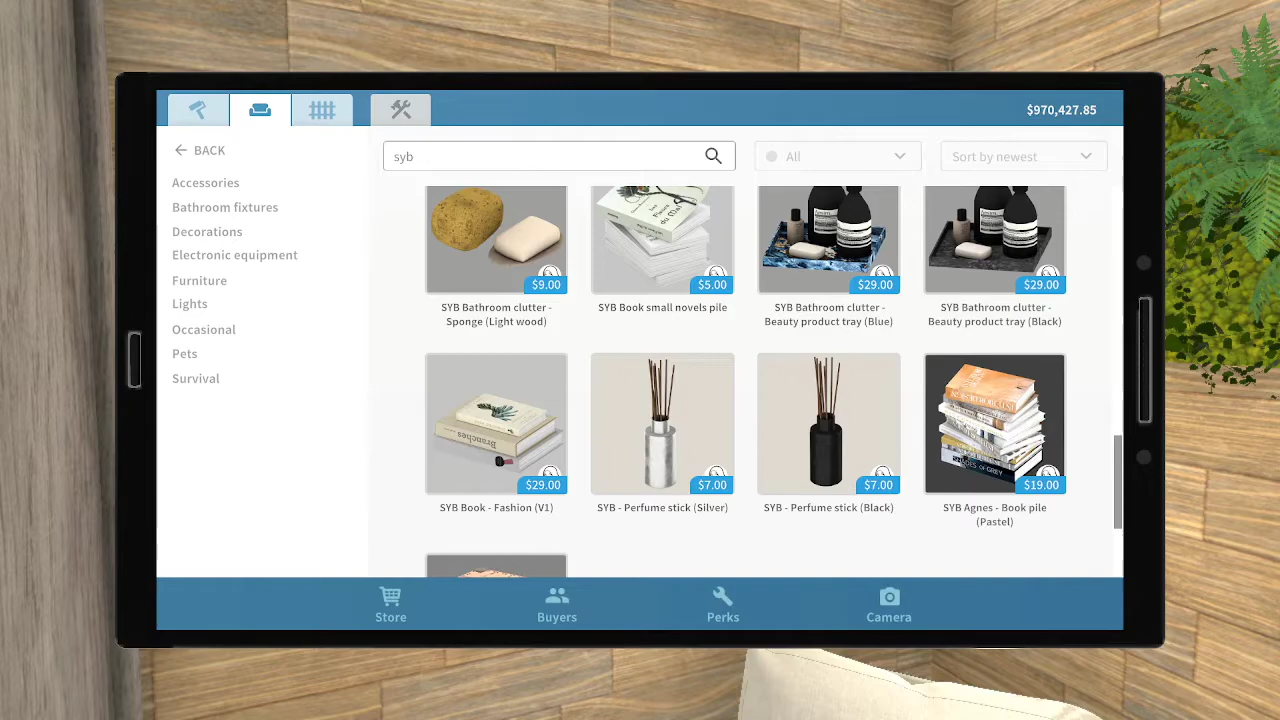 $970,427.85
BACK
syb
All
Sort by newest
Accessories
Bathroom fixtures
Decorations
Electronic equipment
Furniture
Lights
Occasional
Pets
Survival
$9.00
$5.00
$29.00
$29.00
SYB Bathroom clutter -
Sponge (Light wood)
SYB Book small novels pile
SYB Bathroom clutter -
Beauty product tray (Blue)
SYB Bathroom clutter -
Beauty product tray (Black)
Branches
SHADES OF GREY
$29.00
$7.00
$7.00
$19.00
SYB Book - Fashion (V1)
SYB - Perfume stick (Silver)
SYB - Perfume stick (Black)
SYB Agnes - Book pile
(Pastel)
Store
Buyers
Perks
Camera